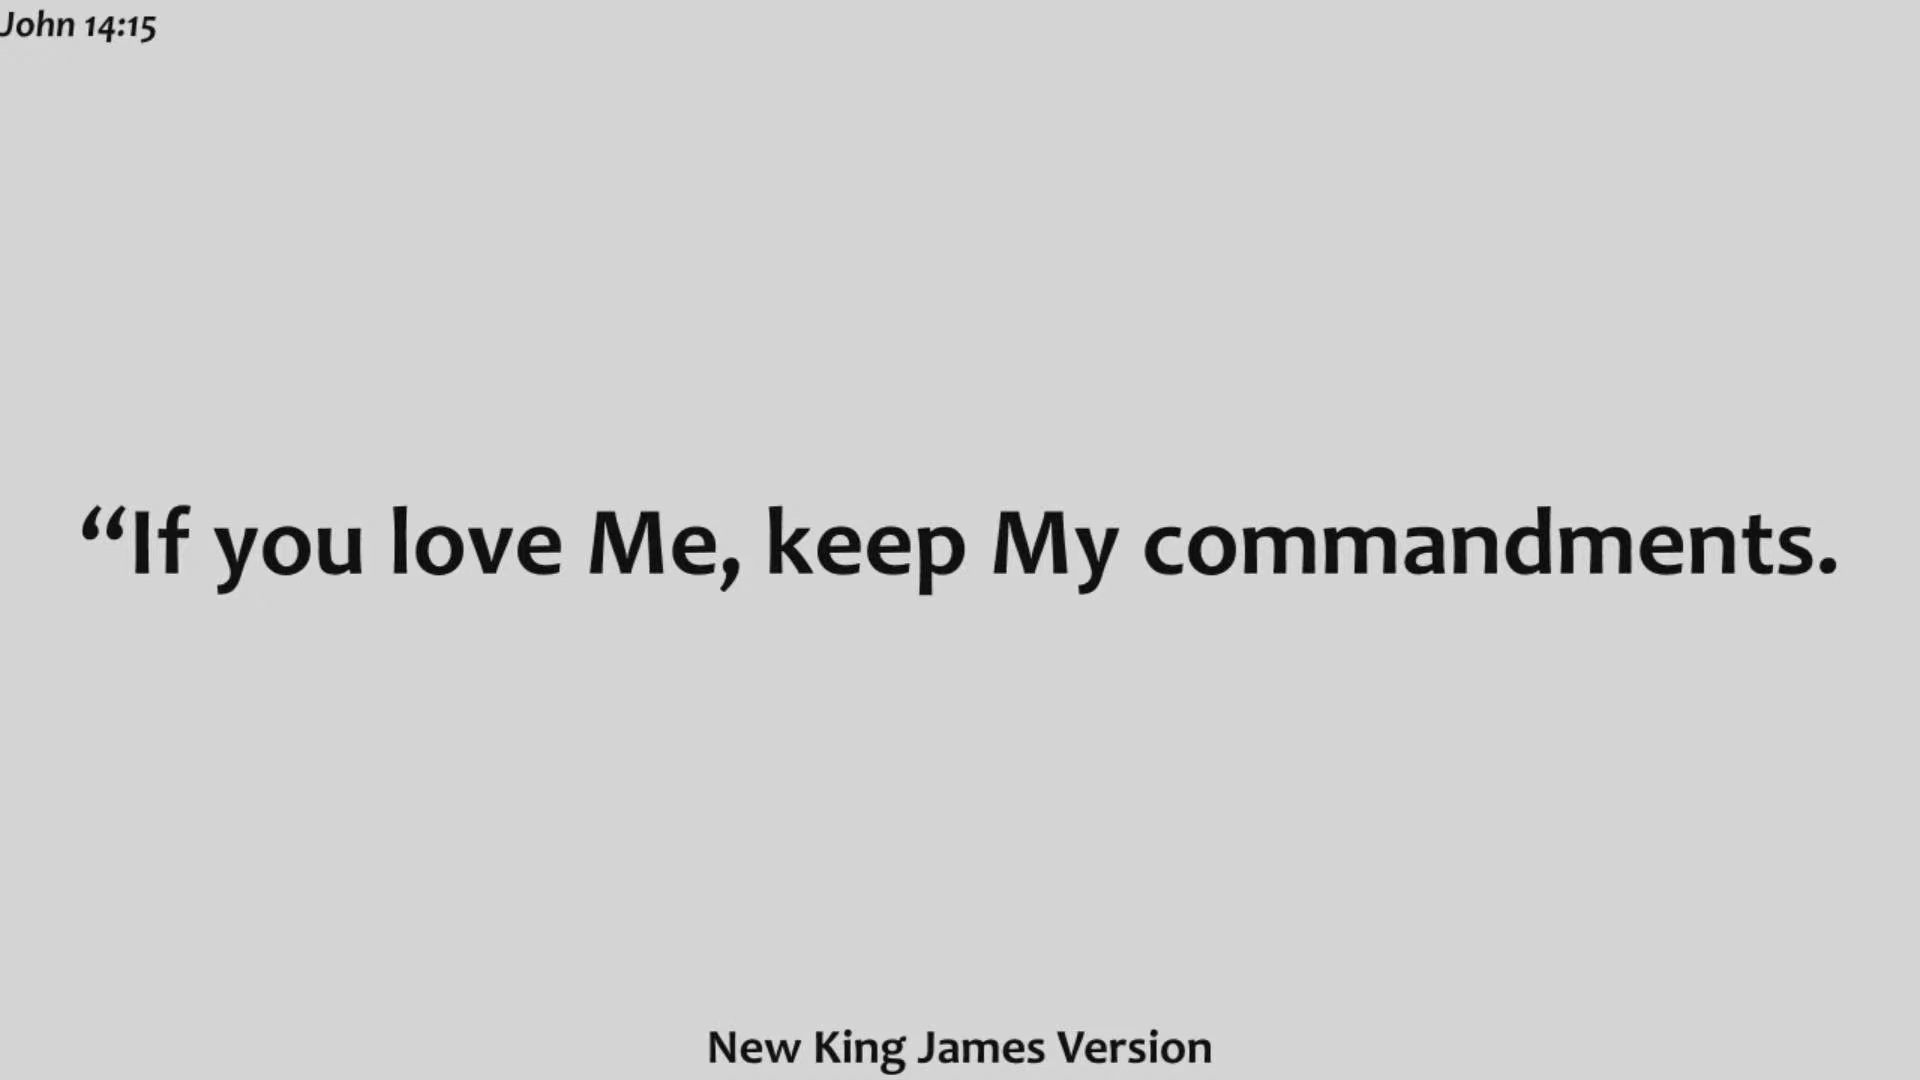 John 14:15
“If you love Me, keep My commandments.
New King James Version